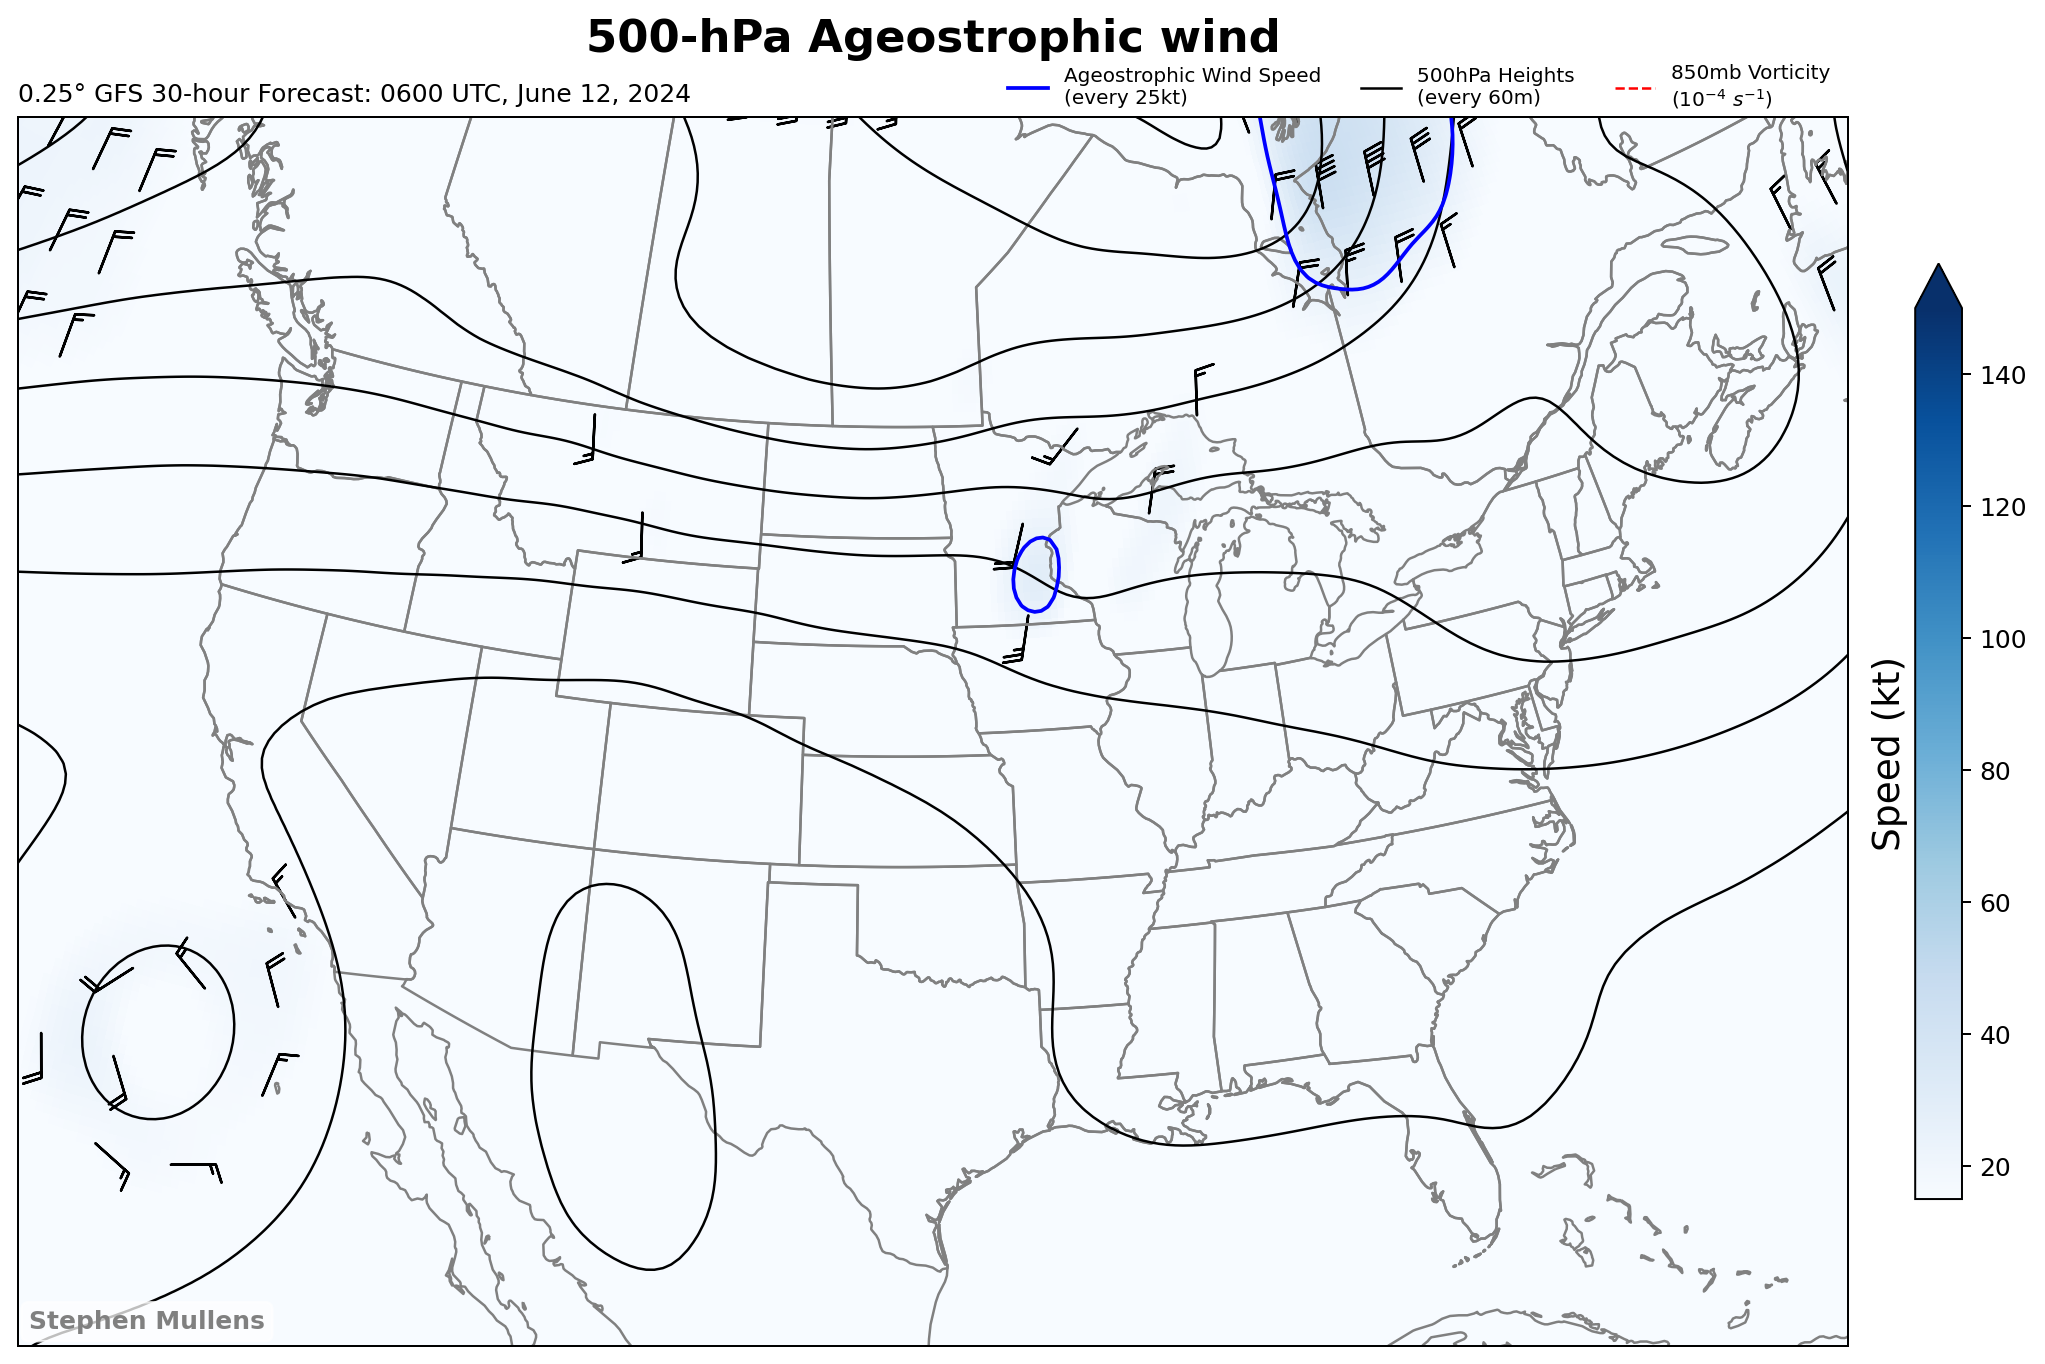 500-hPa Ageostrophic wind
0.25° GFS 30-hour Forecast: 0600 UTC, June 12, 2024
Ageostrophic Wind Speed
(every 25kt)
500hPa Heights
(every 60m)
850mb Vorticity
(10⁻⁴ s⁻¹)
140
120
100
80
60
40
20
Speed (kt)
Stephen Mullens